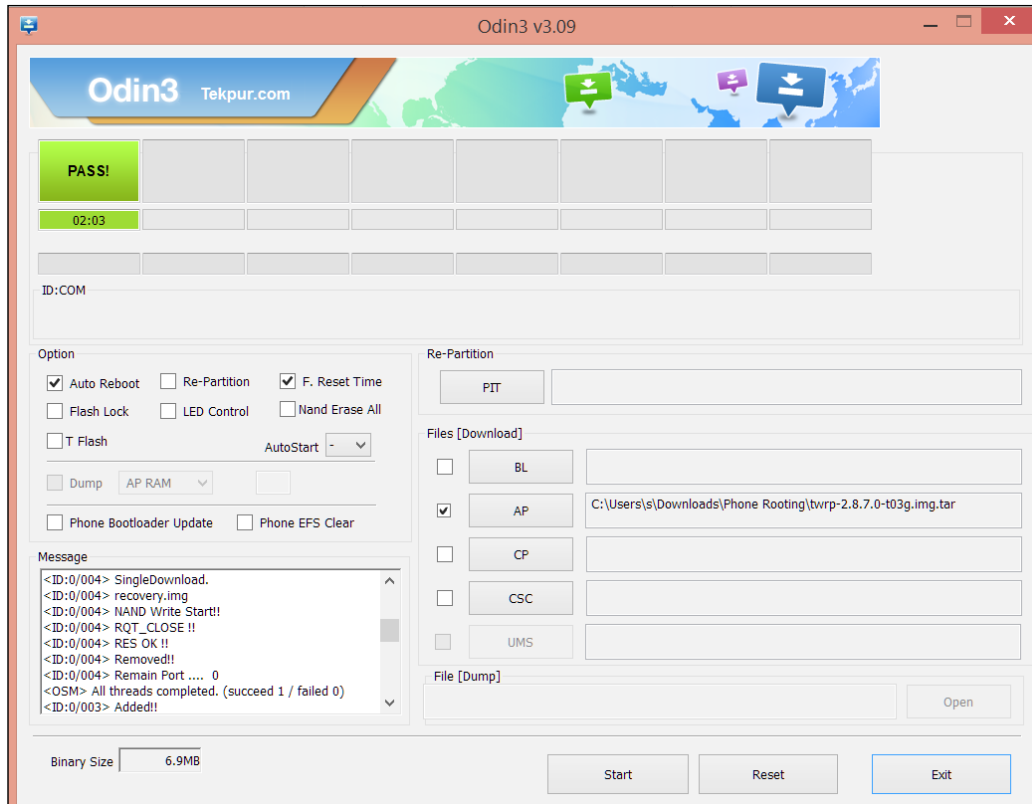 Odin3 v3.09
Odin3 Tekpur.com
PASS!
02:03
ID:COM
Option
Auto Reboot Re-Partition F. Reset Time
Flash Lock LED Control Nand Erase All
T Flash AutoStart -
Dump AP RAM
Phone Bootloader Update Phone EFS Clear
Message
<ID:0/004> SingleDownload.
<ID:0/004> recovery.img
<ID:0/004> NAND Write Start!!
<ID:0/004> RQT_CLOSE !!
<ID:0/004> RES OK !!
<ID:0/004> Removed!!
<ID:0/004> Remain Port .... 0
<OSM> All threads completed. (succeed 1 / failed 0)
<ID:0/003> Added!!
Re-Partition
PIT
Files [Download]
BL
AP C:\Users\s\Downloads\Phone Rooting\twrp-2.8.7.0-t03g.img.tar
CP
CSC
UMS
File [Dump]
Open
Binary Size 6.9MB
Start Reset Exit